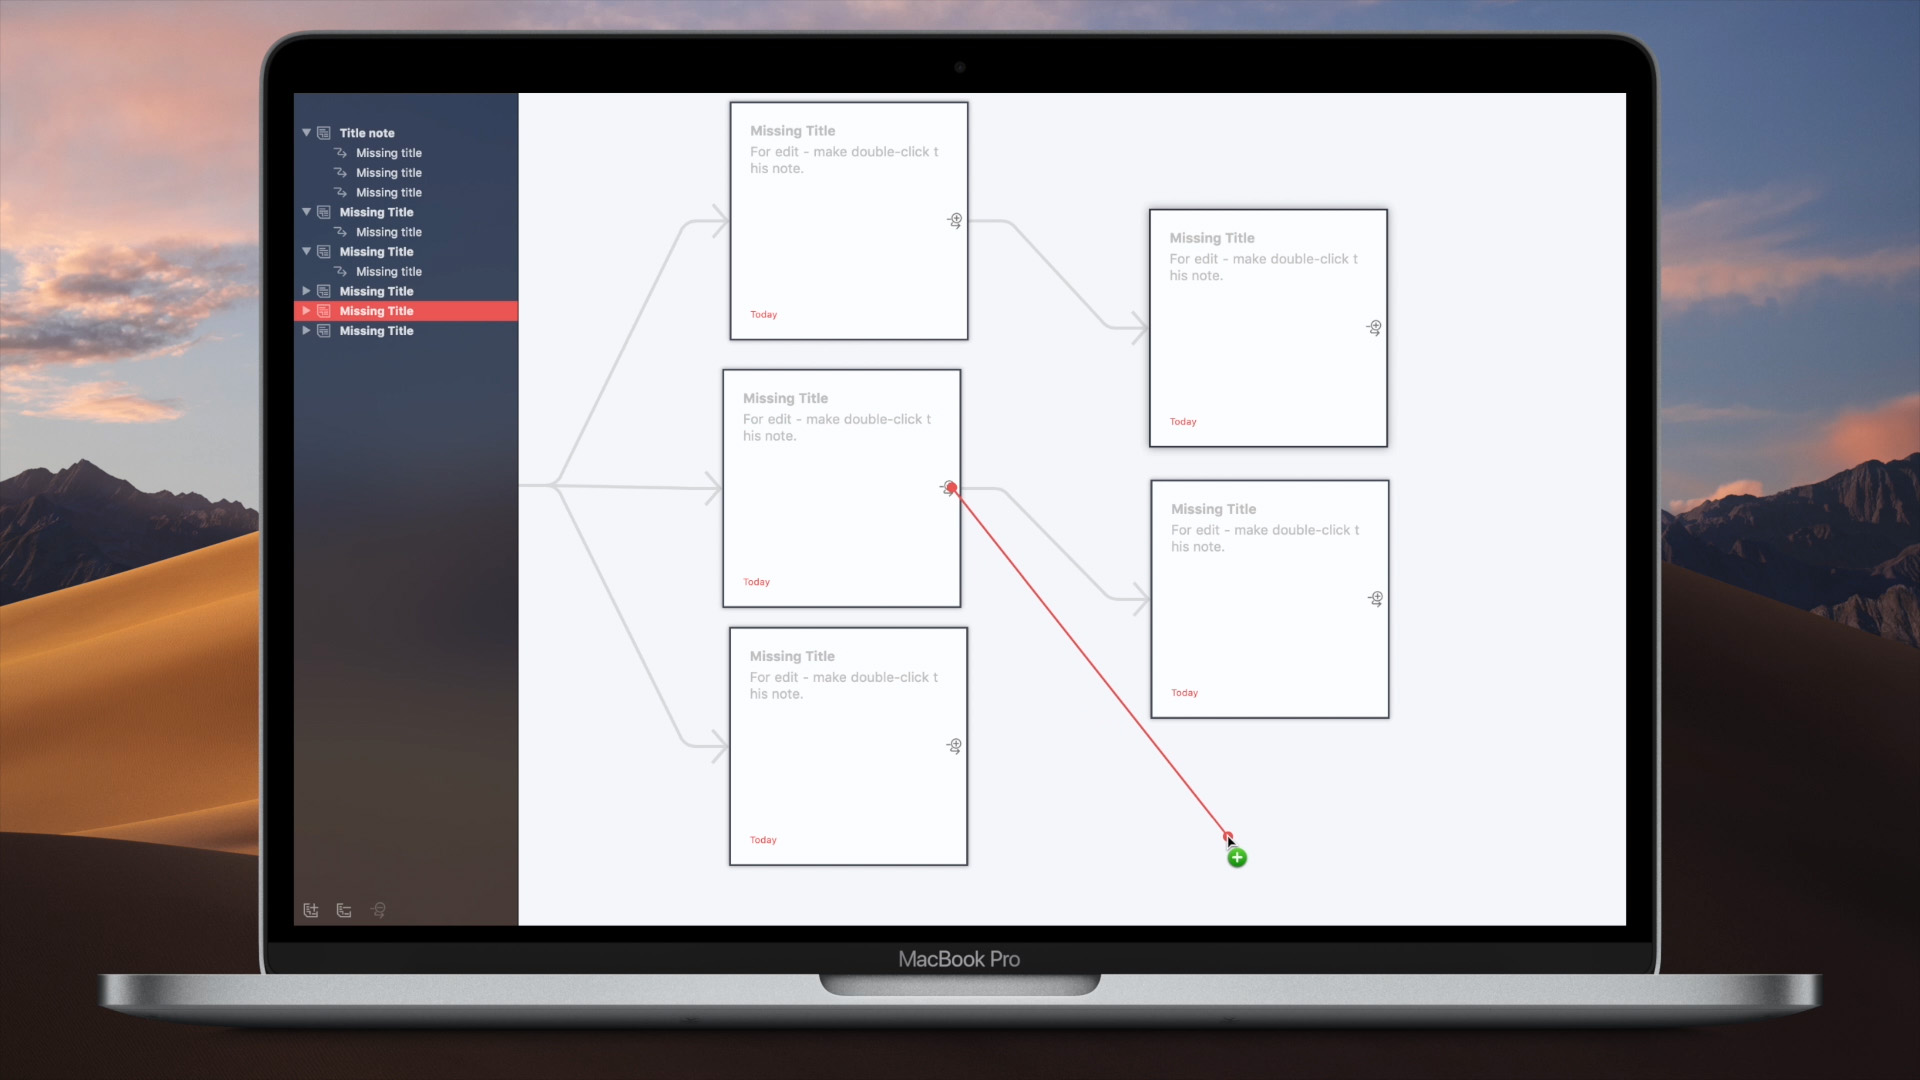 Title note
Missing title
Missing title
Missing title
Missing Title
Missing title
Missing Title
Missing title
Missing Title
Missing Title
Missing Title
Missing Title
For edit - make double-click t
his note.
Today
Missing Title
For edit - make double-click t
his note.
Today
Missing Title
For edit - make double-click t
his note.
Today
Missing Title
For edit - make double-click t
his note.
Today
Missing Title
For edit - make double-click t
his note.
Today
MacBook Pro